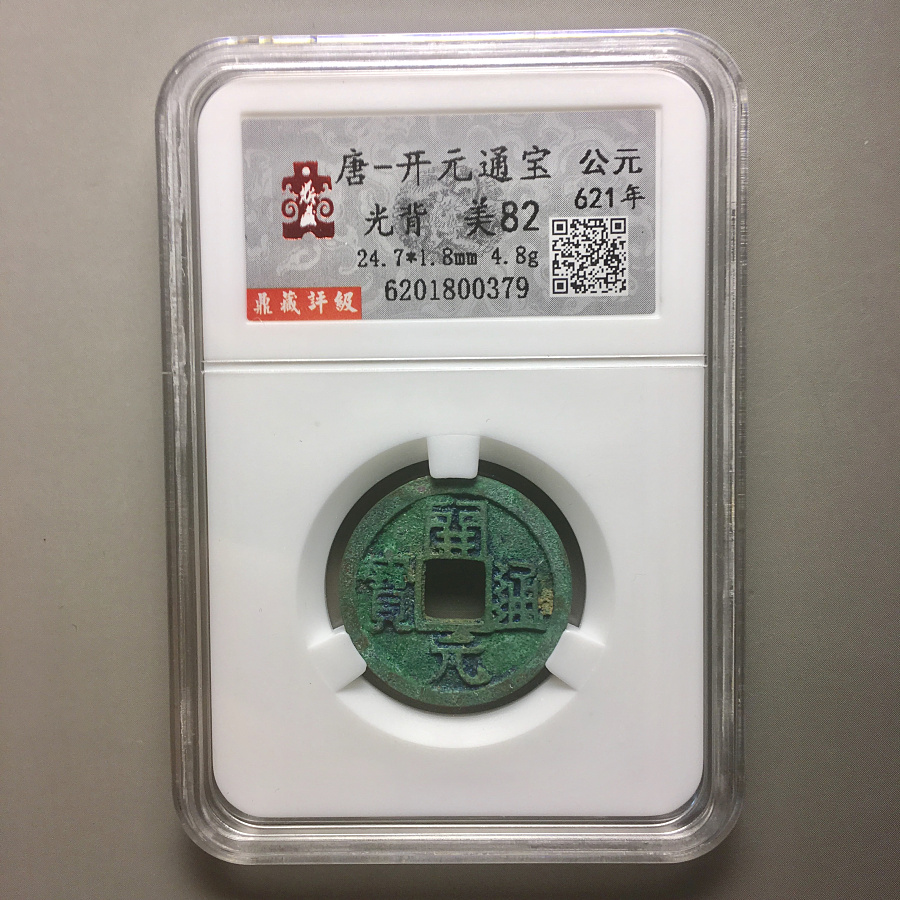 唐-开元通宝 公元
621年
光背 美82
24.7*1.8mm 4.8g
6201800379
鼎藏評級
開
寶 通
元